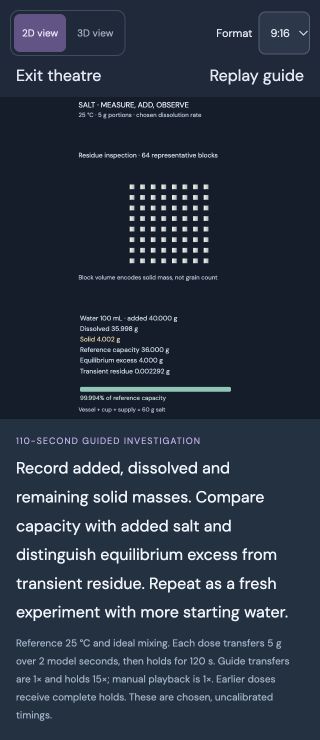 2D view 3D view Format 9:16
Exit theatre Replay guide
SALT · MEASURE, ADD, OBSERVE
25 °C · 5 g portions · chosen dissolution rate
Residue inspection · 64 representative blocks
Block volume encodes solid mass, not grain count
Water 100 mL · added 40.000 g
Dissolved 35.998 g
Solid 4.002 g
Reference capacity 36.000 g
Equilibrium excess 4.000 g
Transient residue 0.002292 g
99.994% of reference capacity
Vessel + cup + supply = 60 g salt
110-SECOND GUIDED INVESTIGATION
Record added, dissolved and
remaining solid masses. Compare
capacity with added salt and
distinguish equilibrium excess from
transient residue. Repeat as a fresh
experiment with more starting water.
Reference 25 °C and ideal mixing. Each dose transfers 5 g
over 2 model seconds, then holds for 120 s. Guide transfers
are 1× and holds 15×; manual playback is 1×. Earlier doses
receive complete holds. These are chosen, uncalibrated
timings.